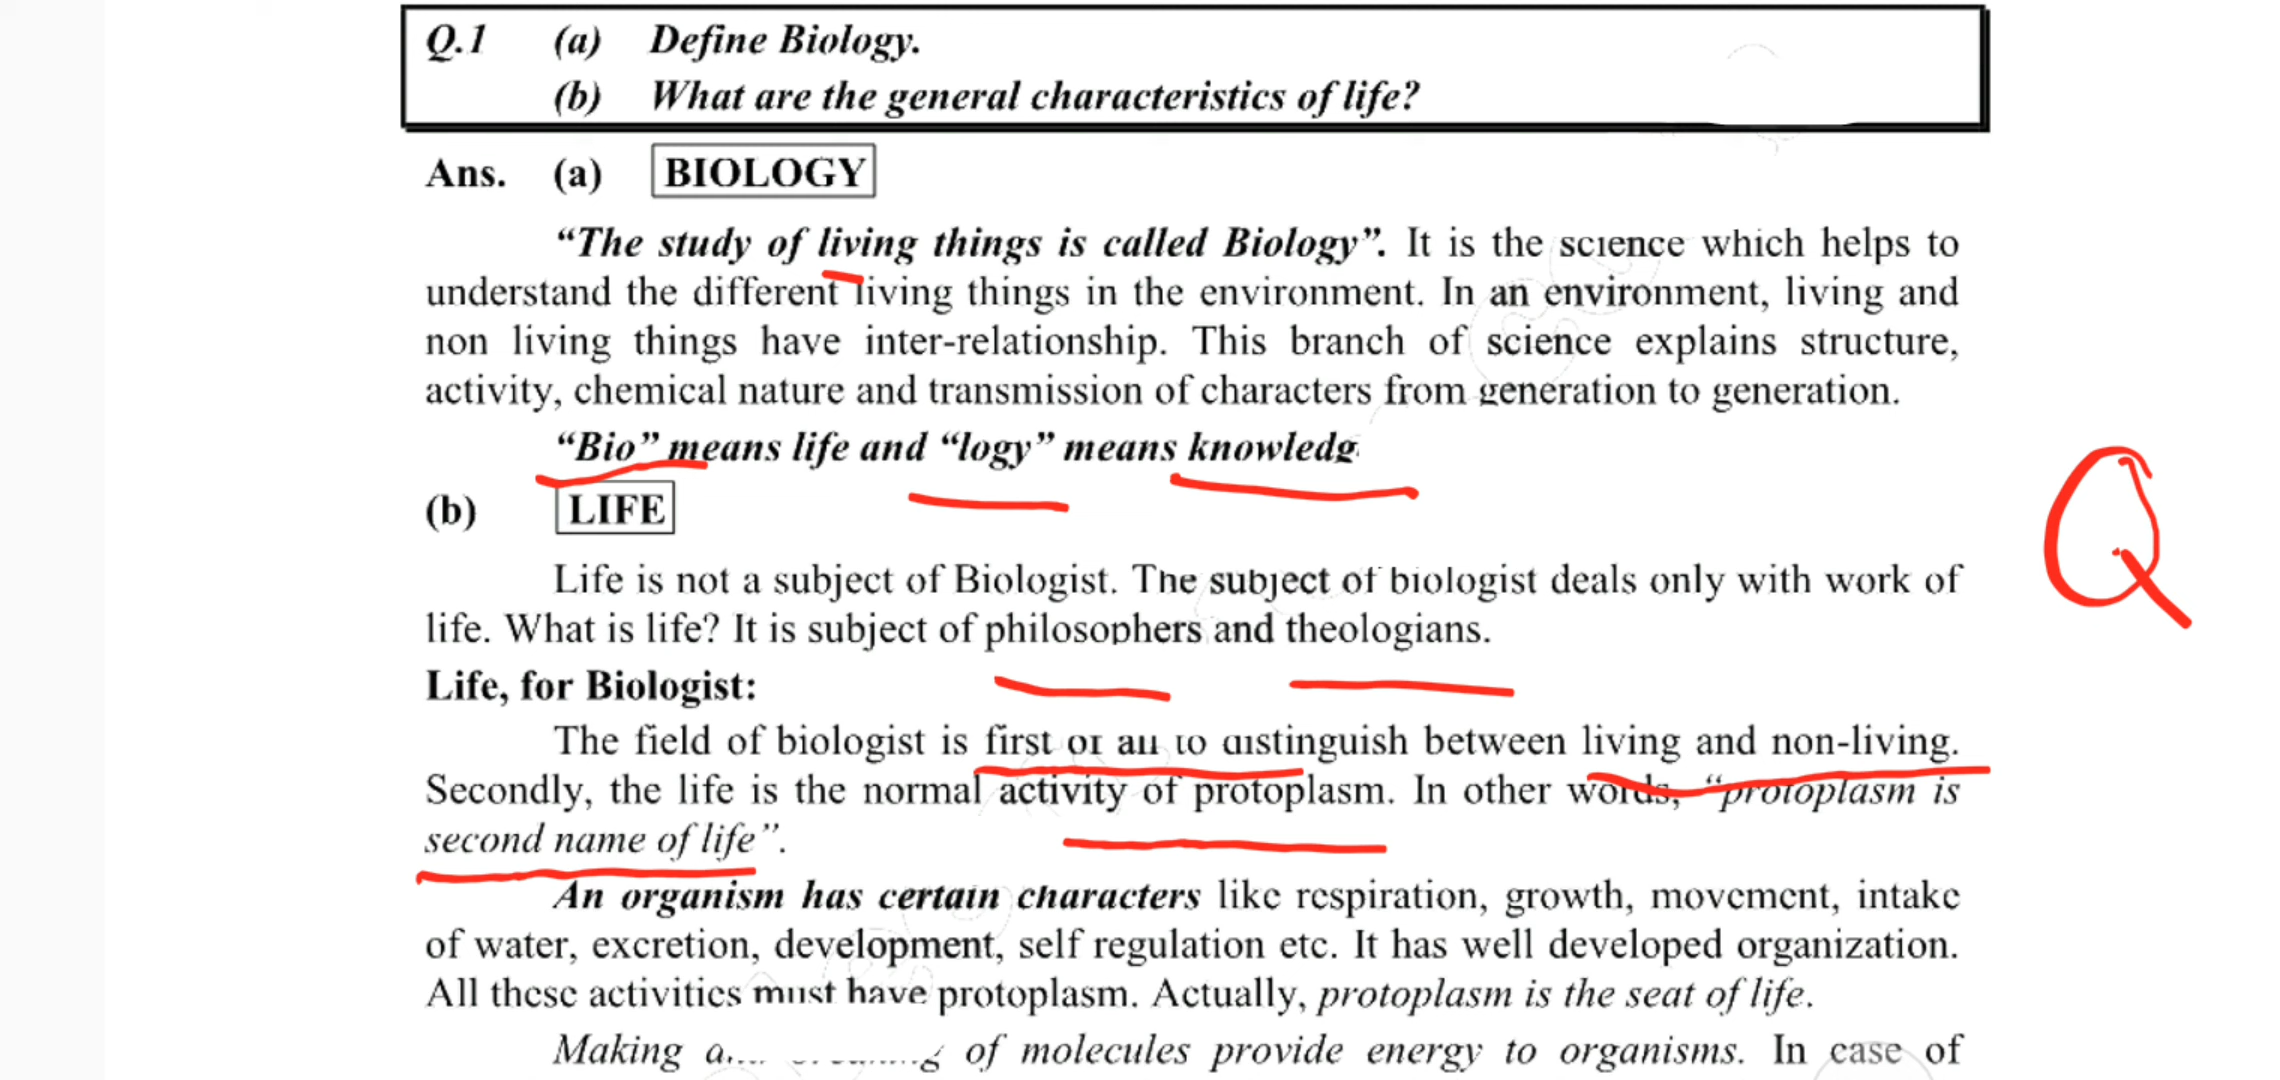 Q.1 (a) Define Biology.
(b) What are the general characteristics of life?
Ans. (a) BIOLOGY
“The study of living things is called Biology”. It is the science which helps to
understand the different living things in the environment. In an environment, living and
non living things have inter-relationship. This branch of science explains structure,
activity, chemical nature and transmission of characters from generation to generation.
“Bio” means life and “logy” means knowledg
(b) LIFE
Life is not a subject of Biologist. The subject of biologist deals only with work of
life. What is life? It is subject of philosophers and theologians.
Life, for Biologist:
The field of biologist is first of all to distinguish between living and non-living.
Secondly, the life is the normal activity of protoplasm. In other words, “protoplasm is
second name of life”.
An organism has certain characters like respiration, growth, movement, intake
of water, excretion, development, self regulation etc. It has well developed organization.
All these activities must have protoplasm. Actually, protoplasm is the seat of life.
Making of molecules provide energy to organisms. In case of
Q